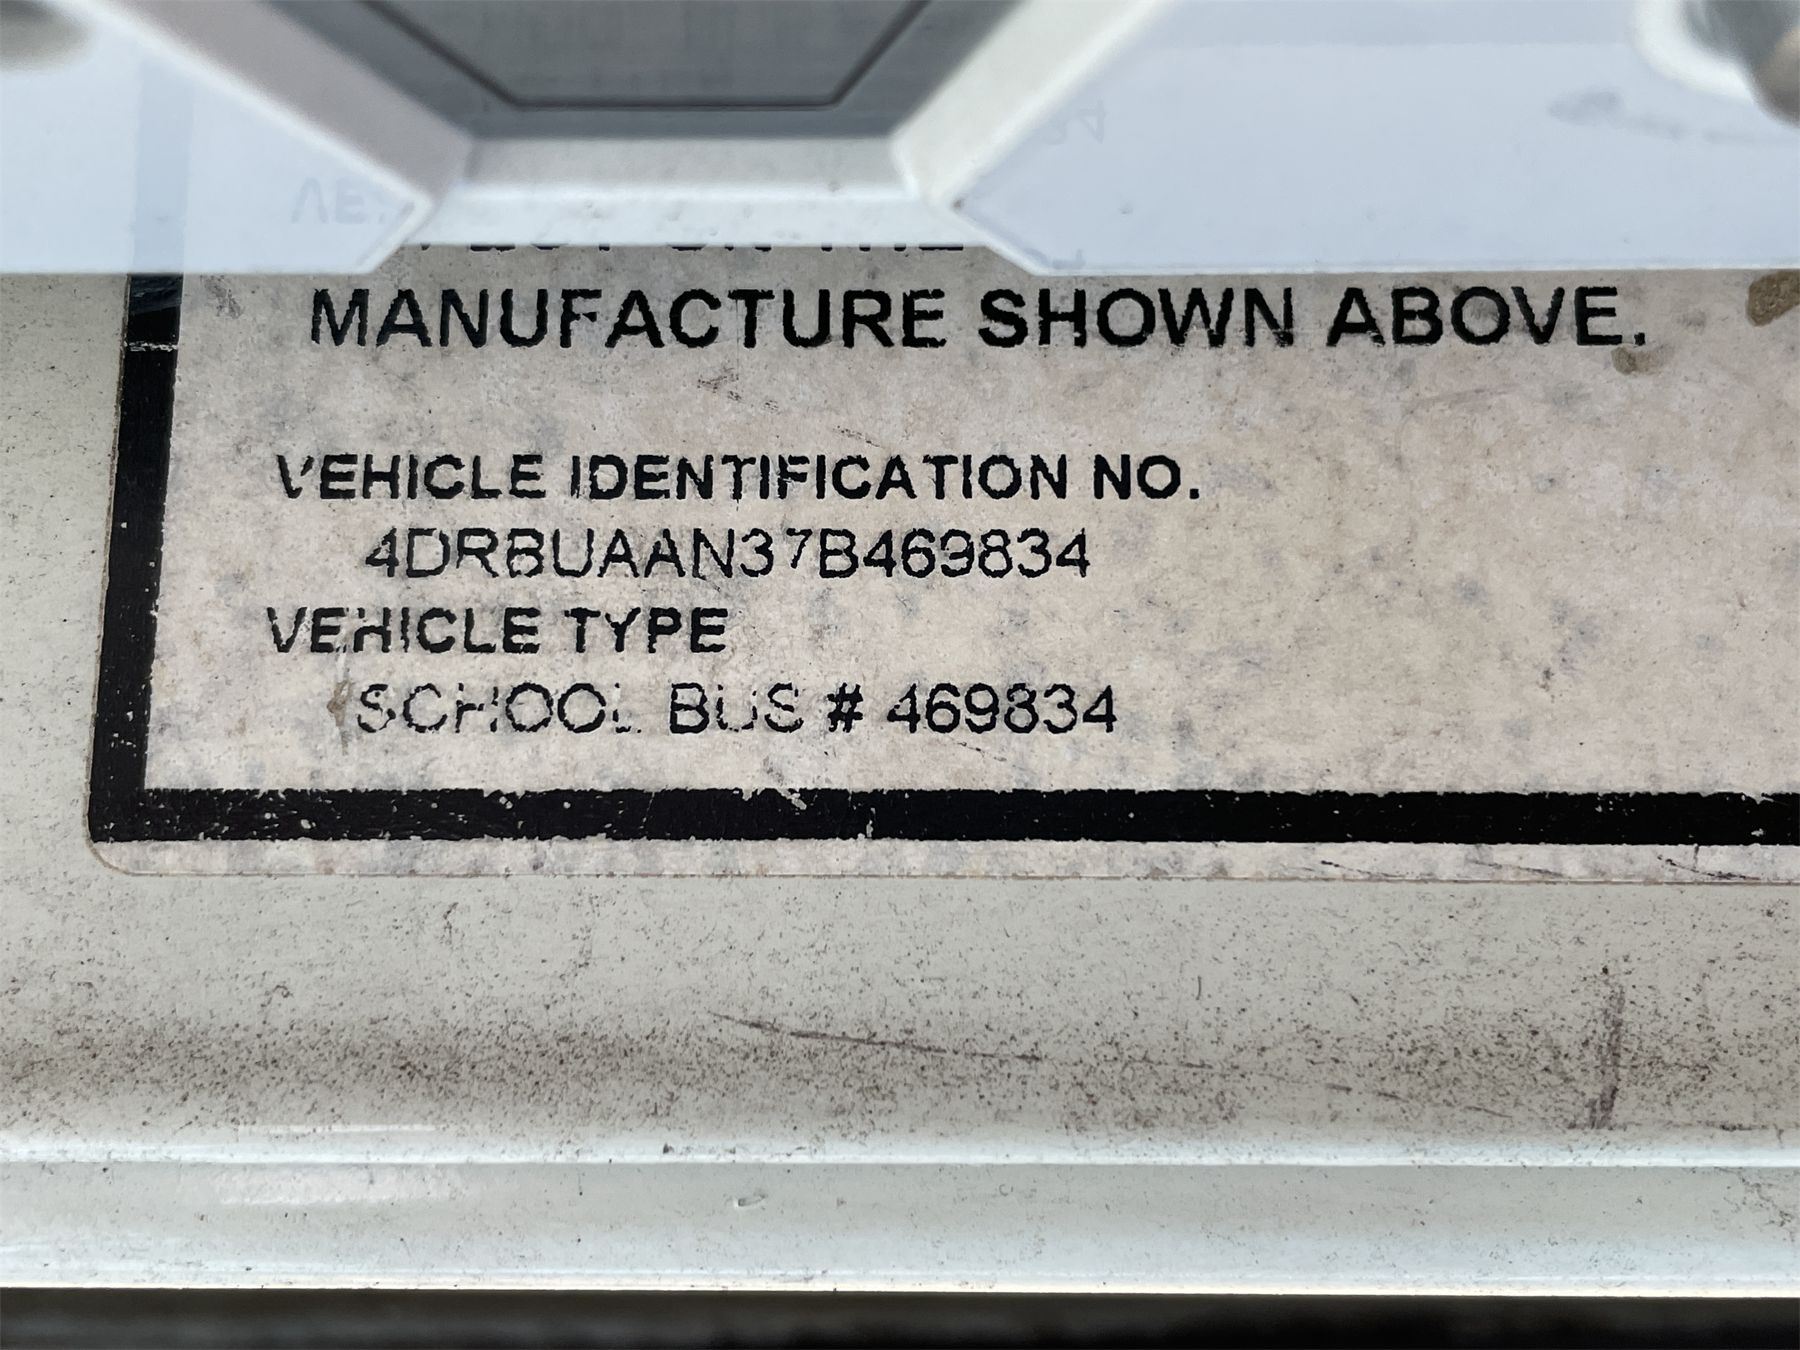 MANUFACTURE SHOWN ABOVE.
VEHICLE IDENTIFICATION NO.
4DRBUAAN37B469834
VEHICLE TYPE
SCHOOL BUS # 469834